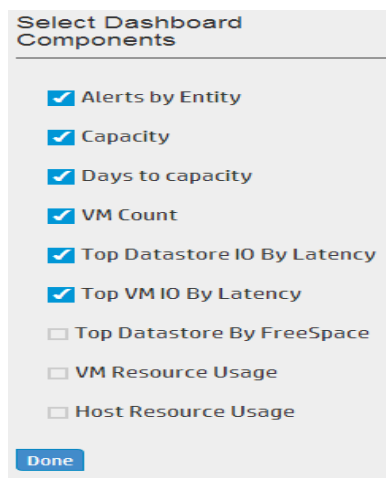 Select Dashboard
Components
Alerts by Entity
Capacity
Days to capacity
VM Count
Top Datastore IO By Latency
Top VM IO By Latency
Top Datastore By FreeSpace
VM Resource Usage
Host Resource Usage
Done